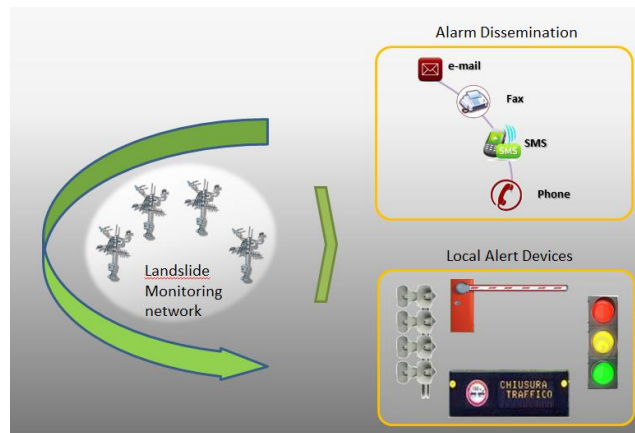 Alarm Dissemination
e-mail
Fax
SMS
SMS
Phone
Landslide
Monitoring
network
Local Alert Devices
CHIUSURA
TRAFFICO